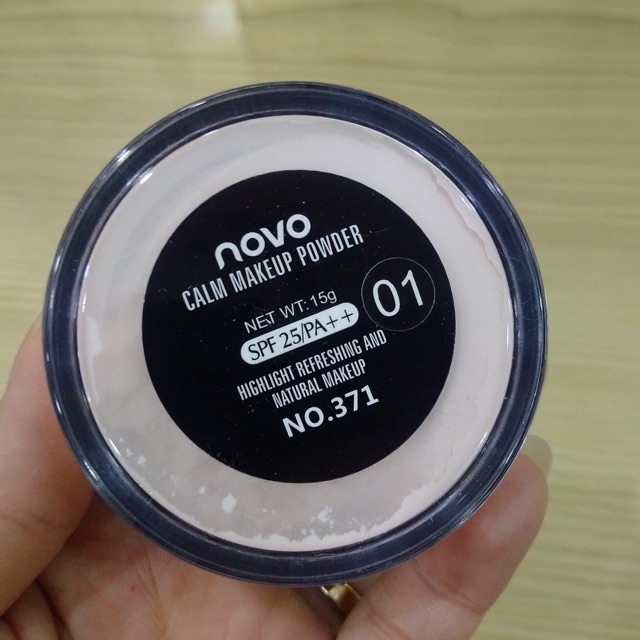 novo
CALM MAKEUP POWDER
NET WT: 15g
01
SPF 25/PA++
HIGHLIGHT REFRESHING AND
NATURAL MAKEUP
NO.371